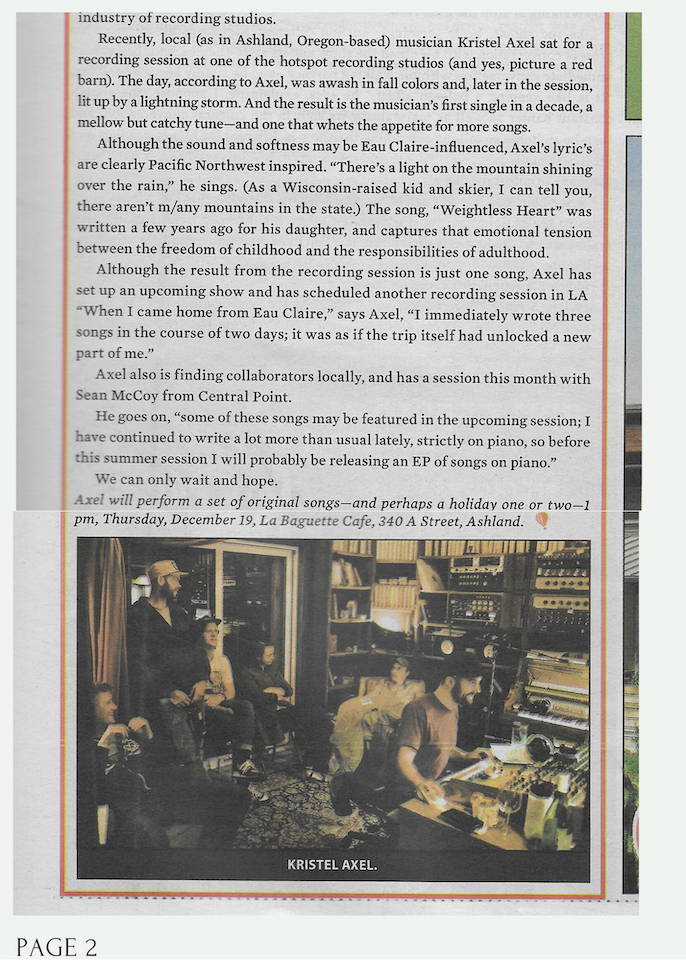 industry of recording studios.
Recently, local (as in Ashland, Oregon-based) musician Kristel Axel sat for a
recording session at one of the hotspot recording studios (and yes, picture a red
barn). The day, according to Axel, was awash in fall colors and, later in the session,
lit up by a lightning storm. And the result is the musician's first single in a decade, a
mellow but catchy tune—and one that whets the appetite for more songs.
Although the sound and softness may be Eau Claire-influenced, Axel's lyric's
are clearly Pacific Northwest inspired. “There's a light on the mountain shining
over the rain,” he sings. (As a Wisconsin-raised kid and skier, I can tell you,
there aren't m/any mountains in the state.) The song, “Weightless Heart” was
written a few years ago for his daughter, and captures that emotional tension
between the freedom of childhood and the responsibilities of adulthood.
Although the result from the recording session is just one song, Axel has
set up an upcoming show and has scheduled another recording session in LA
“When I came home from Eau Claire,” says Axel, “I immediately wrote three
songs in the course of two days; it was as if the trip itself had unlocked a new
part of me.”
Axel also is finding collaborators locally, and has a session this month with
Sean McCoy from Central Point.
He goes on, “some of these songs may be featured in the upcoming session; I
have continued to write a lot more than usual lately, strictly on piano, so before
this summer session I will probably be releasing an EP of songs on piano.”
We can only wait and hope.
Axel will perform a set of original songs—and perhaps a holiday one or two—1
pm, Thursday, December 19, La Baguette Cafe, 340 A Street, Ashland.
KRISTEL AXEL.
PAGE 2